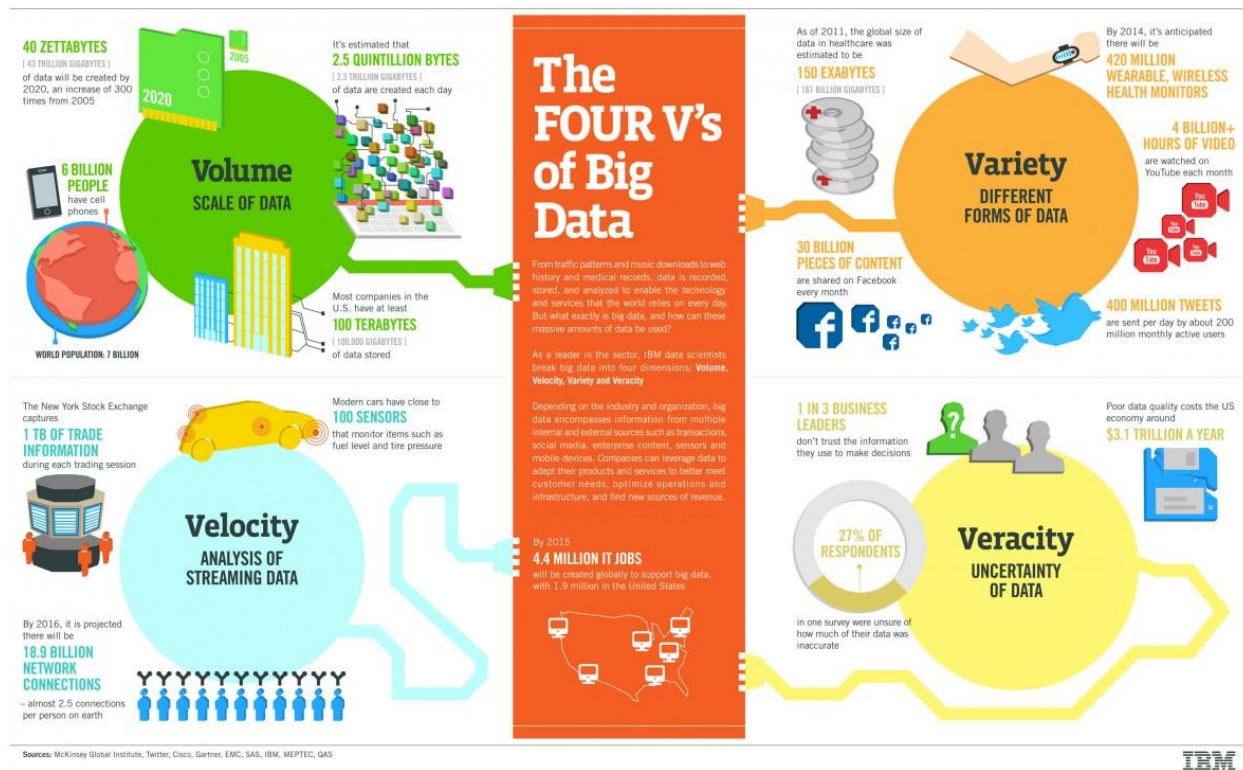 40 ZETTABYTES
[ 43 TRILLION GIGABYTES ]
of data will be created by
2020, an increase of 300
times from 2005
2005
2020
It's estimated that
2.5 QUINTILLION BYTES
[ 2.3 TRILLION GIGABYTES ]
of data are created each day
6 BILLION
PEOPLE
have cell
phones
WORLD POPULATION: 7 BILLION
Volume
SCALE OF DATA
Most companies in the
U.S. have at least
100 TERABYTES
[ 100,000 GIGABYTES ]
of data stored
The New York Stock Exchange
captures
1 TB OF TRADE
INFORMATION
during each trading session
Modern cars have close to
100 SENSORS
that monitor items such as
fuel level and tire pressure
Velocity
ANALYSIS OF
STREAMING DATA
By 2016, it is projected
there will be
18.9 BILLION
NETWORK
CONNECTIONS
– almost 2.5 connections
per person on earth
The
FOUR V's
of Big
Data
From traffic patterns and music downloads to web
history and medical records, data is recorded,
stored, and analyzed to enable the technology
and services that the world relies on every day.
But what exactly is big data, and how can these
massive amounts of data be used?
As a leader in the sector, IBM data scientists
break big data into four dimensions: Volume,
Velocity, Variety and Veracity
Depending on the industry and organization, big
data encompasses information from multiple
internal and external sources such as transactions,
social media, enterprise content, sensors and
mobile devices. Companies can leverage data to
adapt their products and services to better meet
customer needs, optimize operations and
infrastructure, and find new sources of revenue.
By 2015
4.4 MILLION IT JOBS
will be created globally to support big data,
with 1.9 million in the United States
As of 2011, the global size of
data in healthcare was
estimated to be
150 EXABYTES
[ 161 BILLION GIGABYTES ]
By 2014, it's anticipated
there will be
420 MILLION
WEARABLE, WIRELESS
HEALTH MONITORS
Variety
DIFFERENT
FORMS OF DATA
4 BILLION+
HOURS OF VIDEO
are watched on
YouTube each month
You
Tube
You
Tube
You
Tube
You
Tube
30 BILLION
PIECES OF CONTENT
are shared on Facebook
every month
400 MILLION TWEETS
are sent per day by about 200
million monthly active users
1 IN 3 BUSINESS
LEADERS
don't trust the information
they use to make decisions
?
Poor data quality costs the US
economy around
$3.1 TRILLION A YEAR
27% OF
RESPONDENTS
in one survey were unsure of
how much of their data was
inaccurate
Veracity
UNCERTAINTY
OF DATA
Sources: McKinsey Global Institute, Twitter, Cisco, Gartner, EMC, SAS, IBM, MEPTEC, QAS
IBM